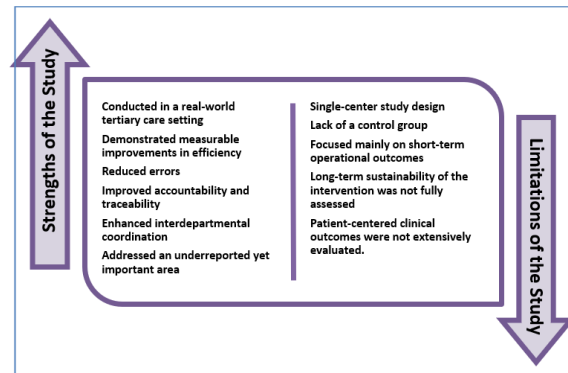 Strengths of the Study
Conducted in a real-world
tertiary care setting
Demonstrated measurable
improvements in efficiency
Reduced errors
Improved accountability and
traceability
Enhanced interdepartmental
coordination
Addressed an underreported yet
important area
Single-center study design
Lack of a control group
Focused mainly on short-term
operational outcomes
Long-term sustainability of the
intervention was not fully
assessed
Patient-centered clinical
outcomes were not extensively
evaluated.
Limitations of the Study